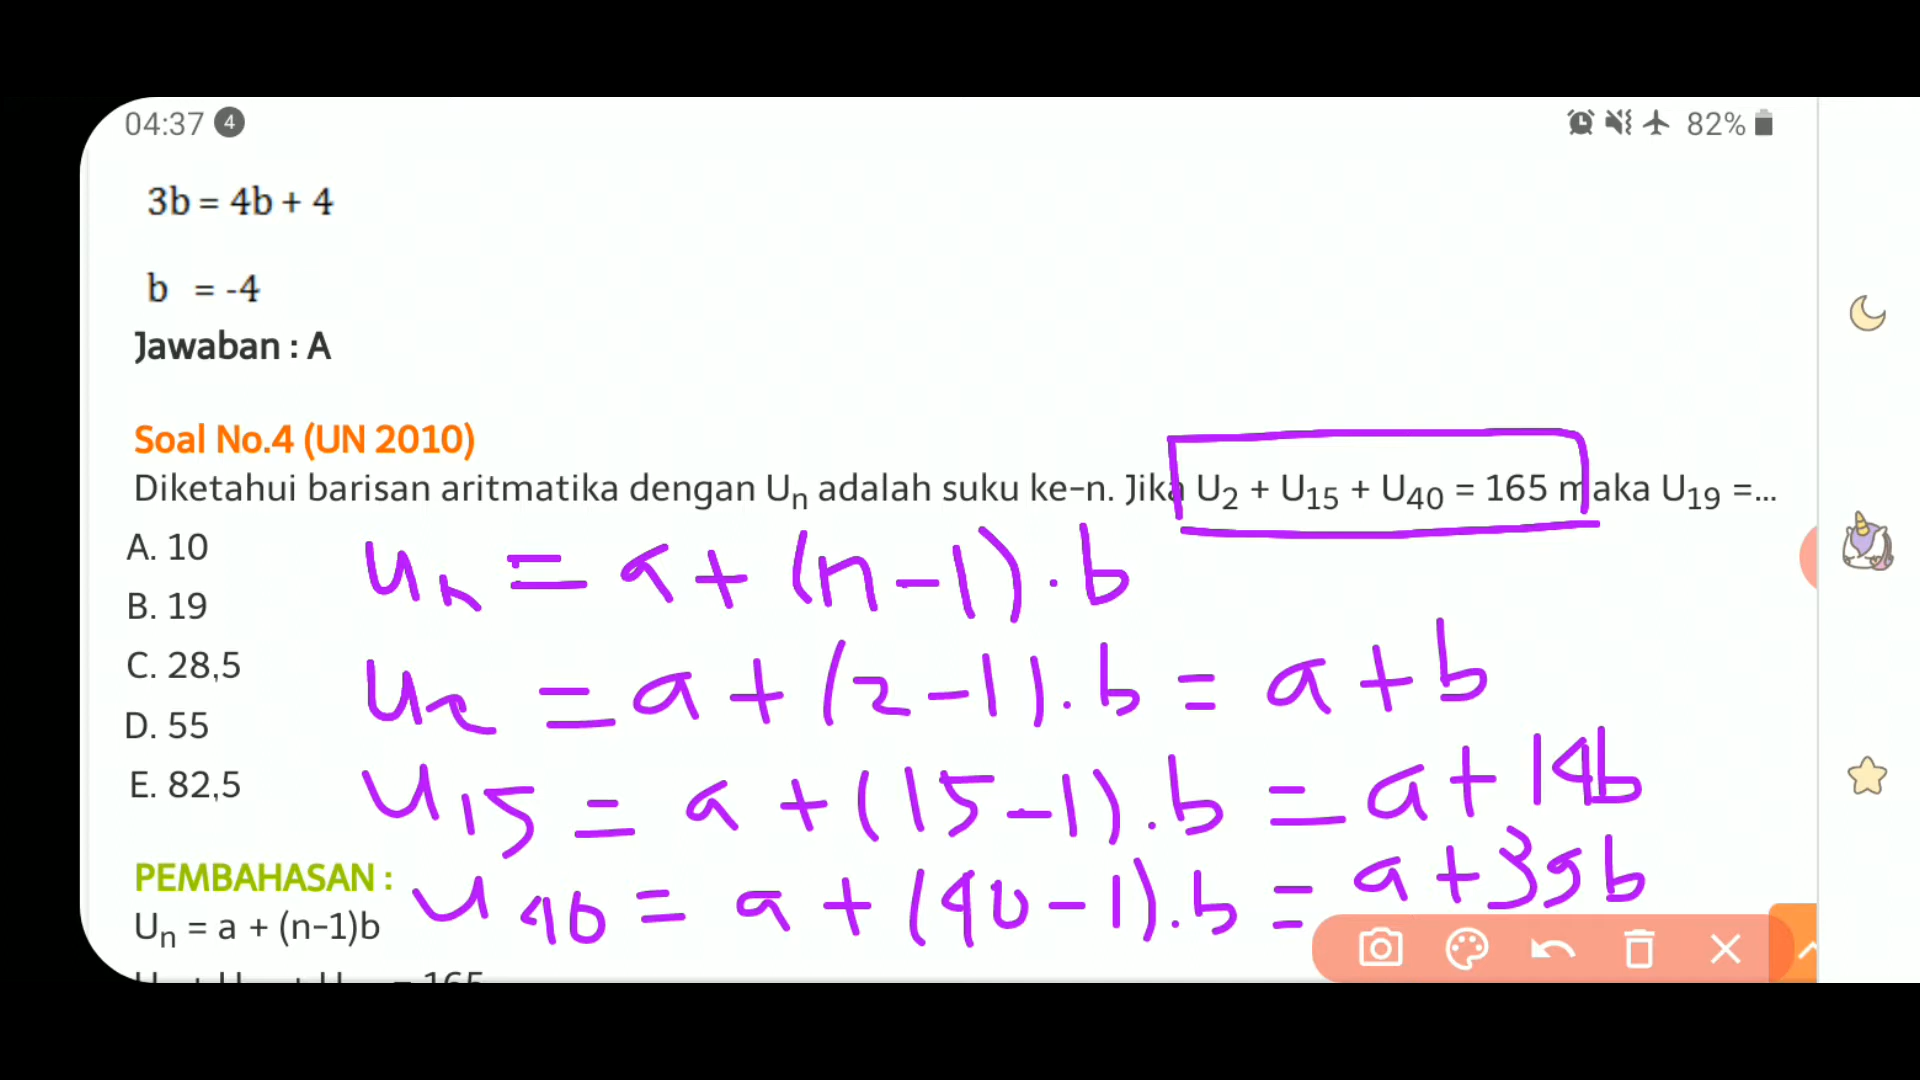 04:37 4 82%
3b = 4b + 4
b = -4
Jawaban : A
Soal No.4 (UN 2010)
Diketahui barisan aritmatika dengan Uₙ adalah suku ke-n. Jika U₂ + U₁₅ + U₄₀ = 165 maka U₁₉ =...
A. 10
B. 19
C. 28,5
D. 55
E. 82,5
Uₙ = a + (n-1).b
U₂ = a + (2-1).b = a + b
U₁₅ = a + (15-1).b = a + 14b
U₄₀ = a + (40-1).b = a + 39b
PEMBAHASAN :
Uₙ = a + (n-1)b
= 165